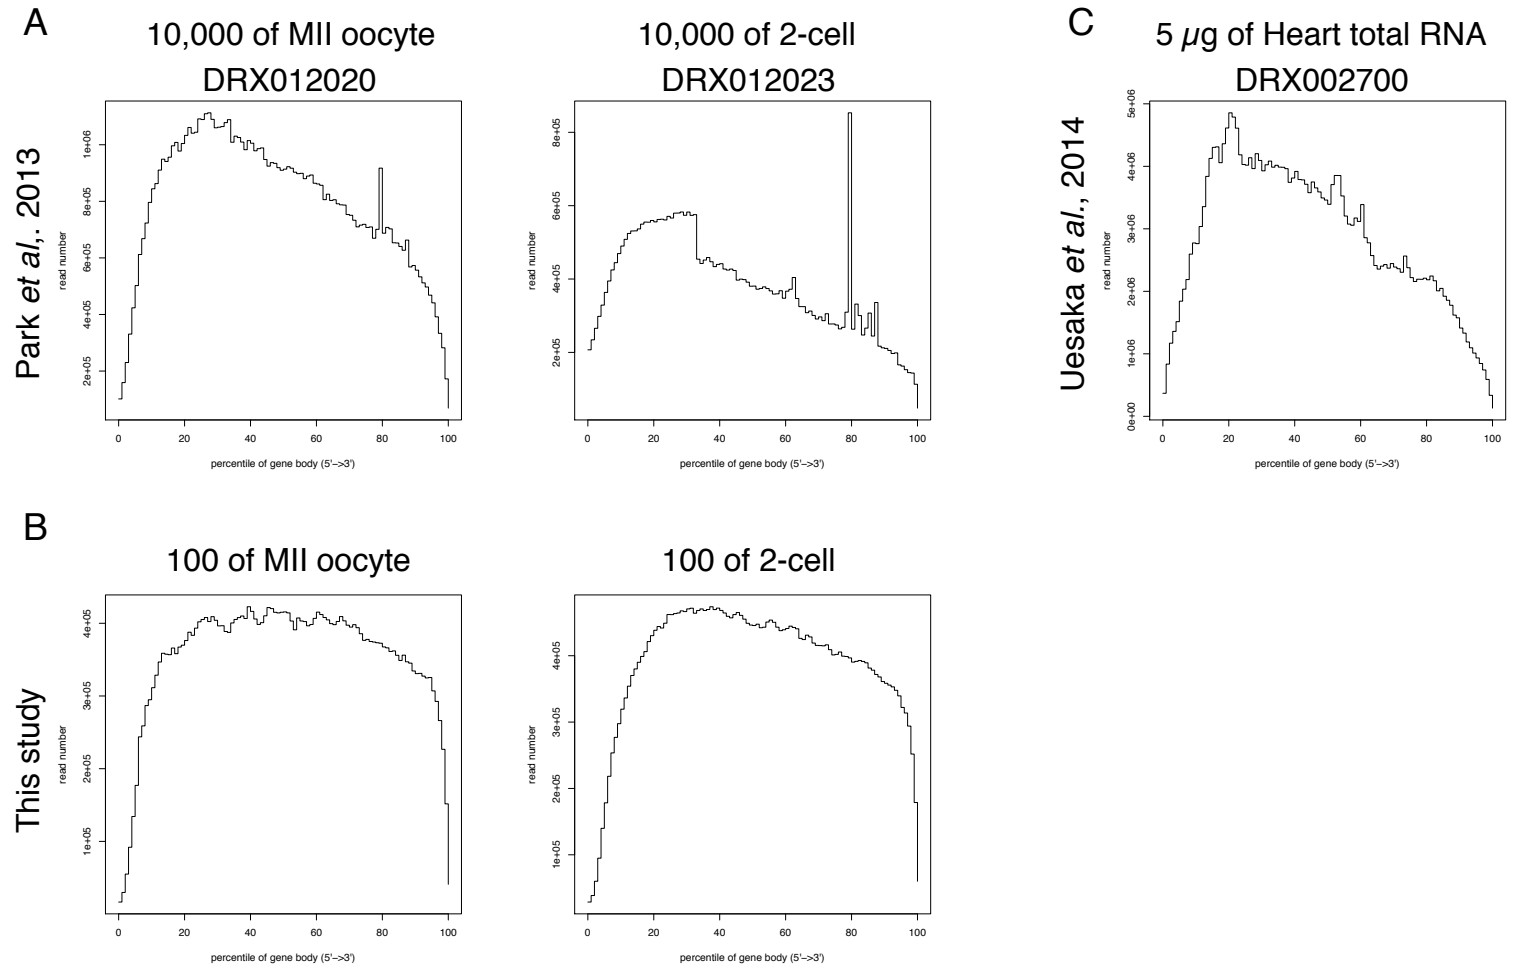 A
10,000 of MII oocyte
DRX012020
10,000 of 2-cell
DRX012023
C
5 µg of Heart total RNA
DRX002700
Park et al,. 2013
read number
2e+05 4e+05 6e+05 8e+05 1e+06
0 20 40 60 80 100
percentile of gene body (5'->3')
read number
2e+05 4e+05 6e+05 8e+05
0 20 40 60 80 100
percentile of gene body (5'->3')
Uesaka et al., 2014
read number
0e+00 1e+06 2e+06 3e+06 4e+06 5e+06
0 20 40 60 80 100
percentile of gene body (5'->3')
B
100 of MII oocyte
100 of 2-cell
This study
read number
1e+05 2e+05 3e+05 4e+05
0 20 40 60 80 100
percentile of gene body (5'->3')
read number
1e+05 2e+05 3e+05 4e+05
0 20 40 60 80 100
percentile of gene body (5'->3')